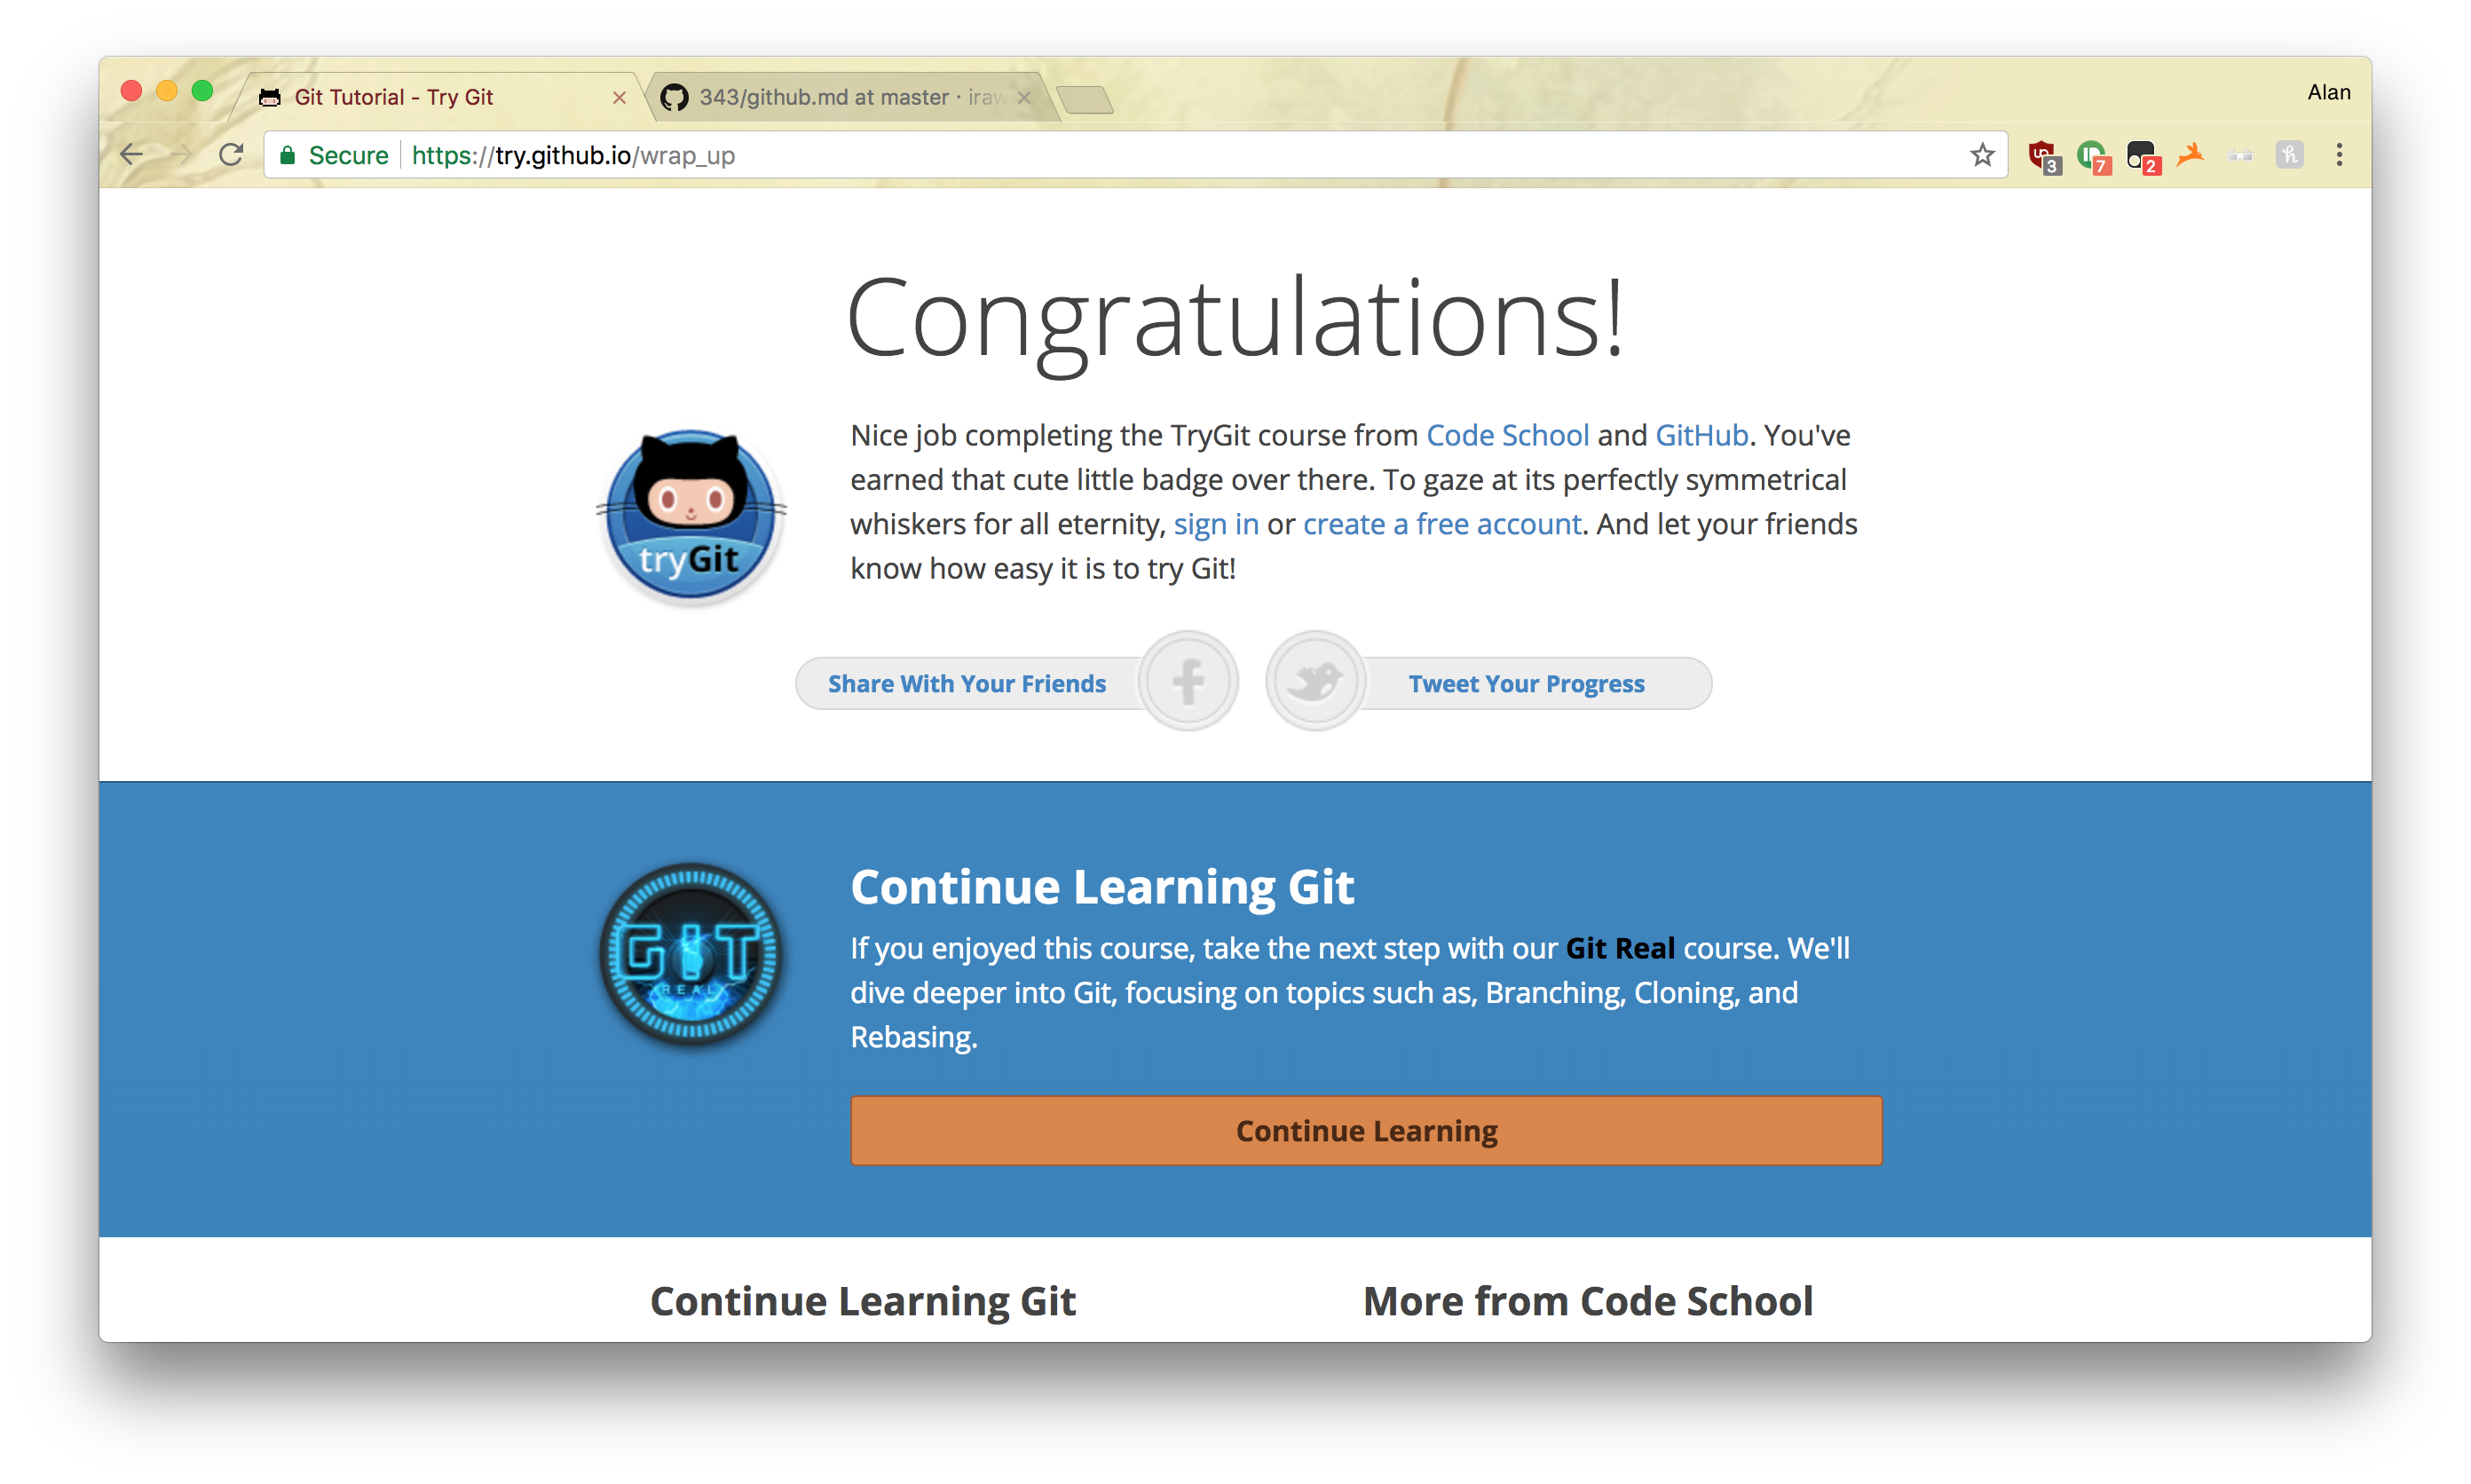 Git Tutorial - Try Git
343/github.md at master · iraw
Alan
Secure https://try.github.io/wrap_up
3 7 2
Congratulations!
Nice job completing the TryGit course from Code School and GitHub. You've
earned that cute little badge over there. To gaze at its perfectly symmetrical
whiskers for all eternity, sign in or create a free account. And let your friends
know how easy it is to try Git!
tryGit
Share With Your Friends
Tweet Your Progress
Continue Learning Git
If you enjoyed this course, take the next step with our Git Real course. We'll
dive deeper into Git, focusing on topics such as, Branching, Cloning, and
Rebasing.
GIT
REAL
Continue Learning
Continue Learning Git
More from Code School